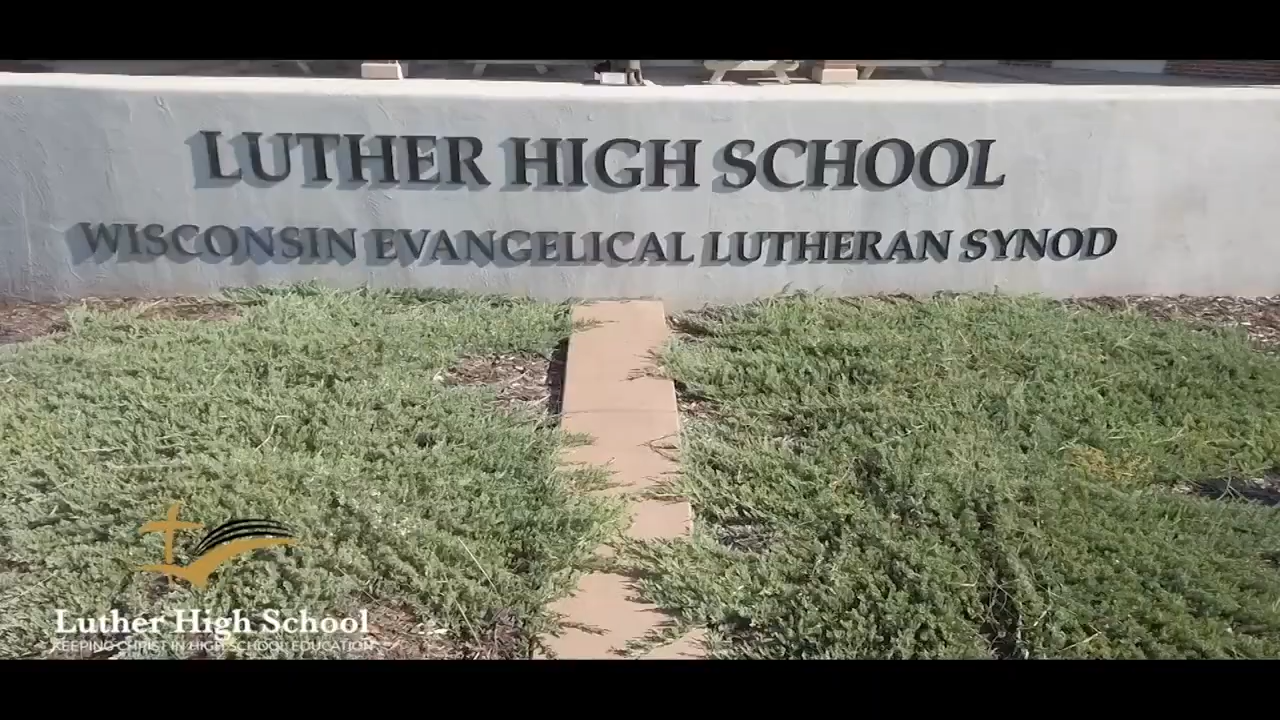 LUTHER HIGH SCHOOL
WISCONSIN EVANGELICAL LUTHERAN SYNOD
Luther High School
KEEPING CHRIST IN HIGH SCHOOL EDUCATION